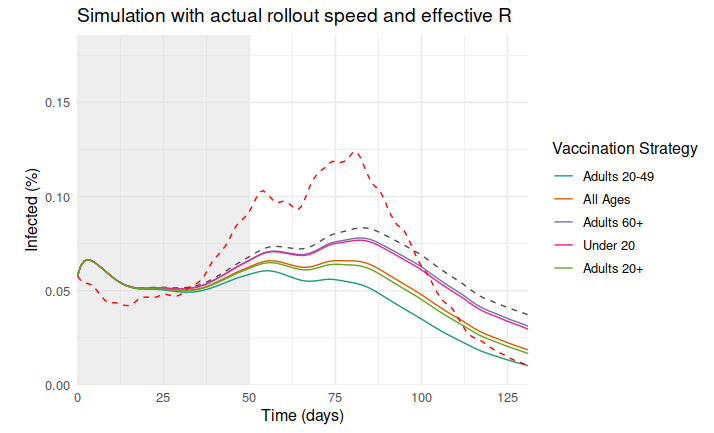 Simulation with actual rollout speed and effective R
Infected (%)
0.15
0.10
0.05
0.00
0 25 50 75 100 125
Time (days)
Vaccination Strategy
Adults 20-49
All Ages
Adults 60+
Under 20
Adults 20+